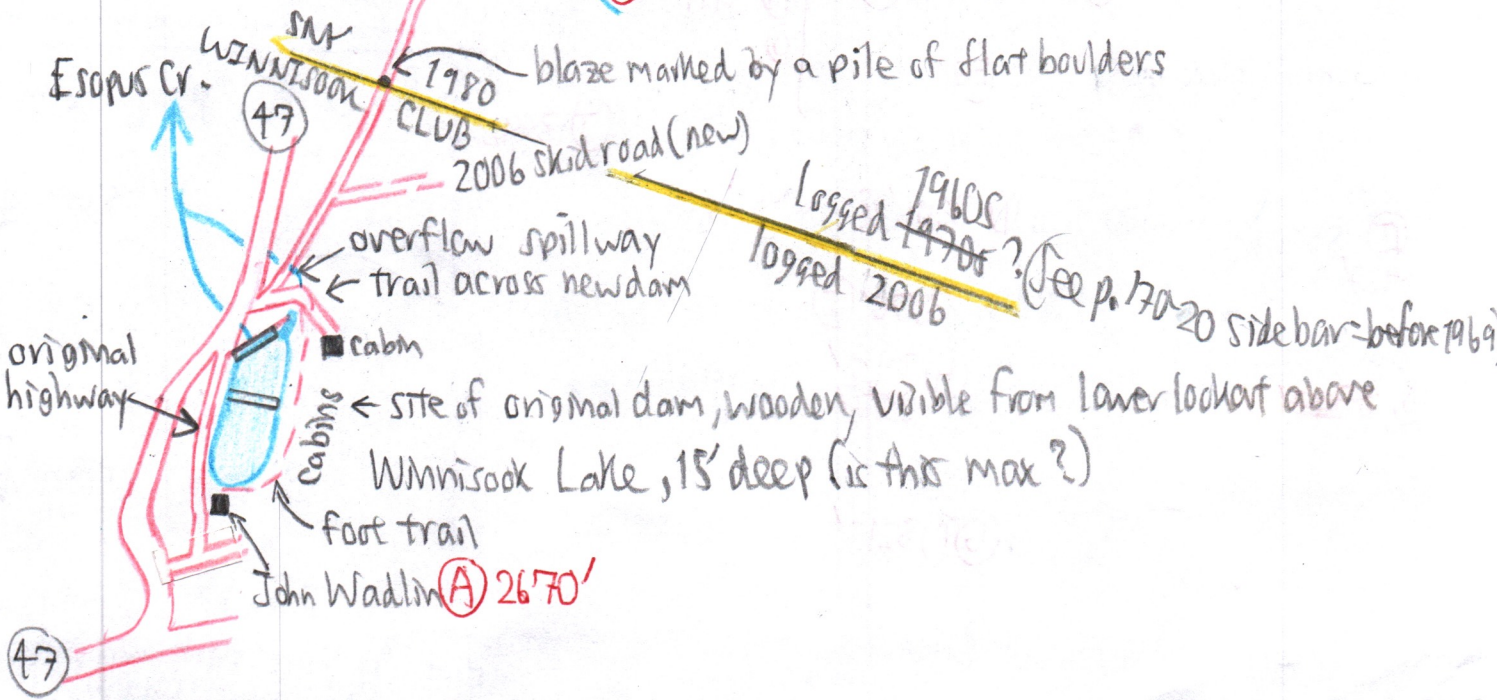 SMt
WINNISOOK
CLUB
1980
blaze marked by a pile of flat boulders
Esopus Cr.
47
2006 skid road (new)
logged 1960s
1970s ? (See p. 170-20 sidebar=before 1969)
logged 2006
overflow spillway
trail across new dam
cabin
original
highway
cabins
site of original dam, wooden, visible from lower lookout above
Winnisook Lake, 15' deep (is this max?)
foot trail
John Wadlin A 2670'
47